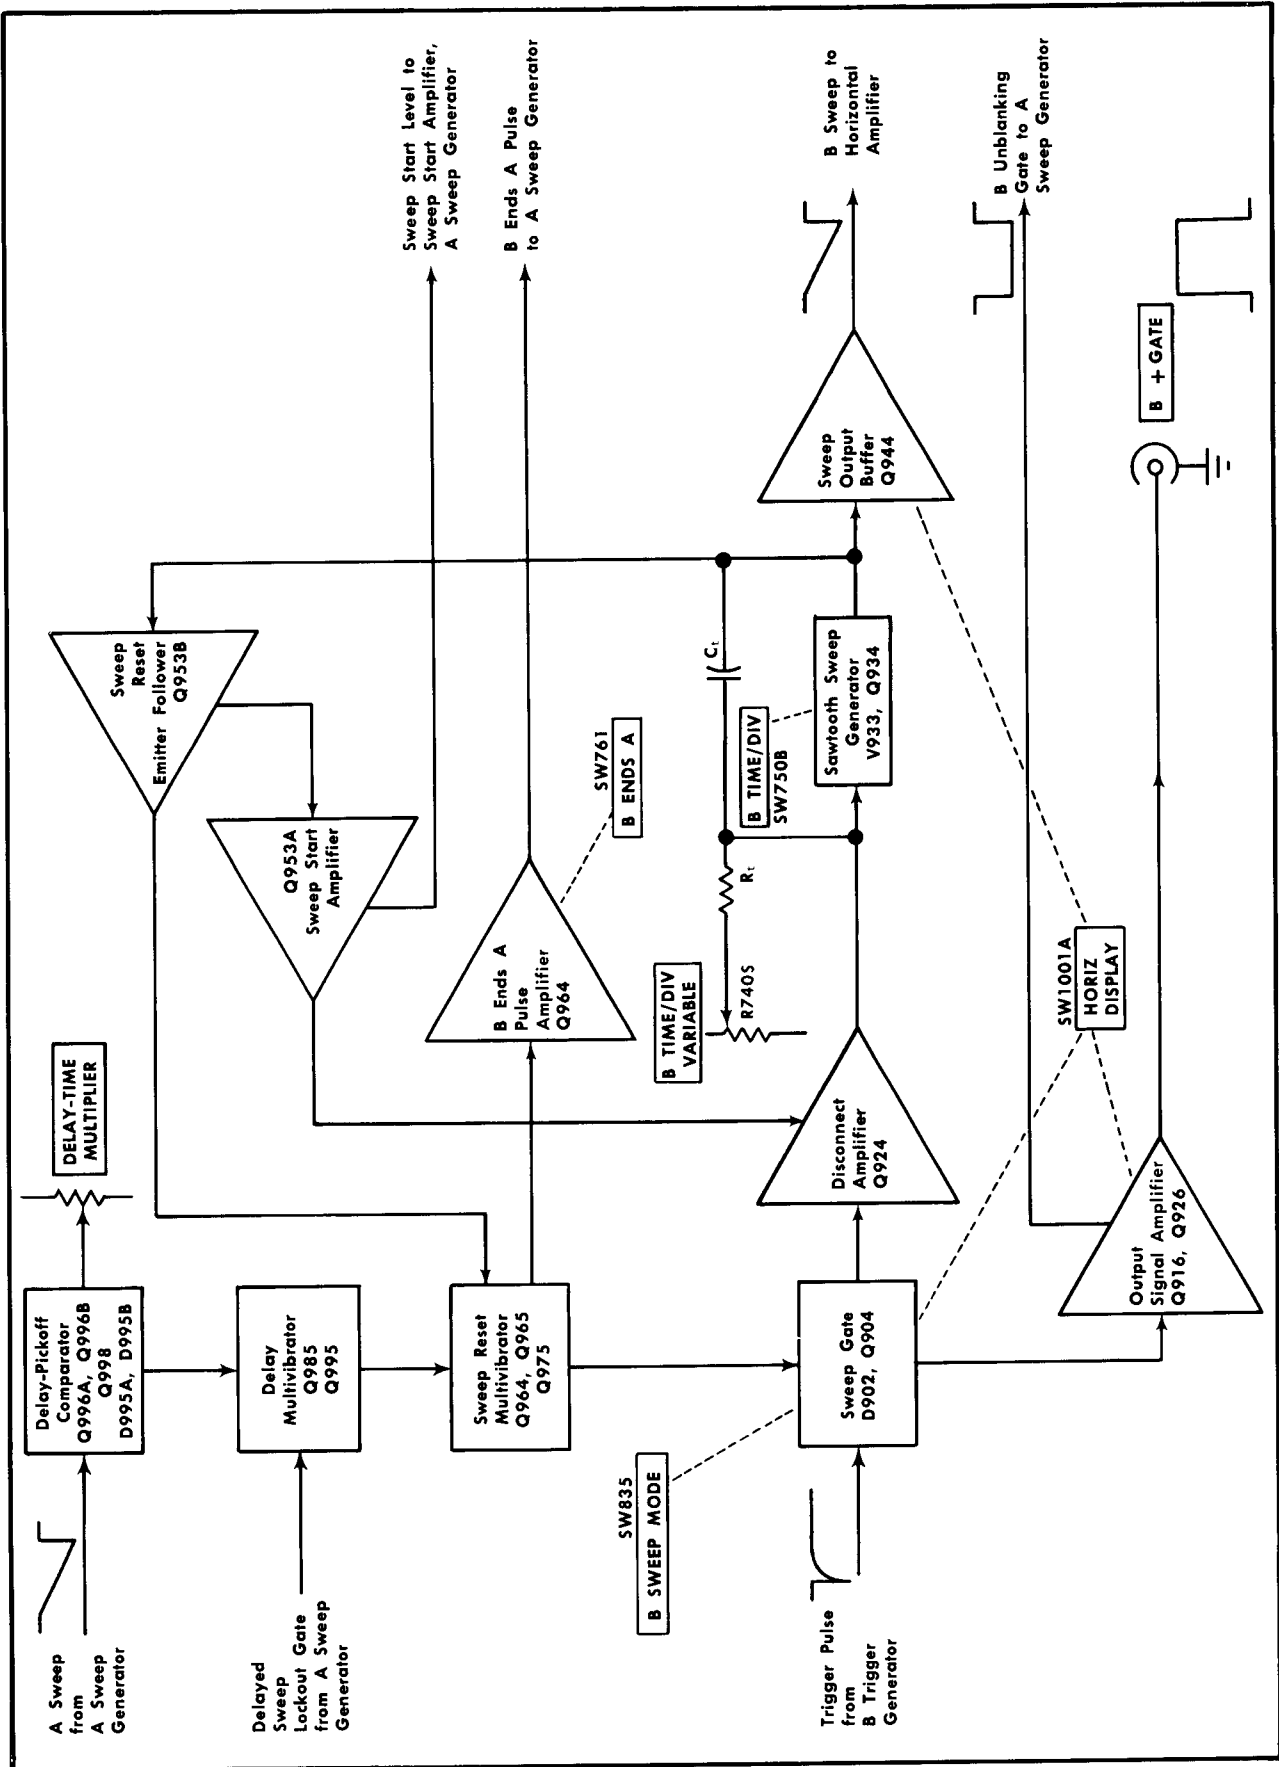 A Sweep
from
A Sweep
Generator
Delay-Pickoff
Comparator
Q996A, Q996B
Q998
D995A, D995B
DELAY-TIME
MULTIPLIER
Sweep
Reset
Emitter Follower
Q953B
Delayed
Sweep
Lockout Gate
from A Sweep
Generator
Delay
Multivibrator
Q985
Q995
Q953A
Sweep Start
Amplifier
Sweep Start Level to
Sweep Start Amplifier,
A Sweep Generator
Sweep Reset
Multivibrator
Q964, Q965
Q975
B Ends A
Pulse
Amplifier
Q964
SW761
B ENDS A
B Ends A Pulse
to A Sweep Generator
SW835
B SWEEP MODE
B TIME/DIV
VARIABLE
R740S
Rt
Ct
B TIME/DIV
SW750B
Trigger Pulse
from
B Trigger
Generator
Sweep Gate
D902, Q904
Disconnect
Amplifier
Q924
Sawtooth Sweep
Generator
V933, Q934
Sweep
Output
Buffer
Q944
B Sweep to
Horizontal
Amplifier
SW1001A
HORIZ
DISPLAY
B Unblanking
Gate to A
Sweep Generator
Output
Signal Amplifier
Q916, Q926
B + GATE